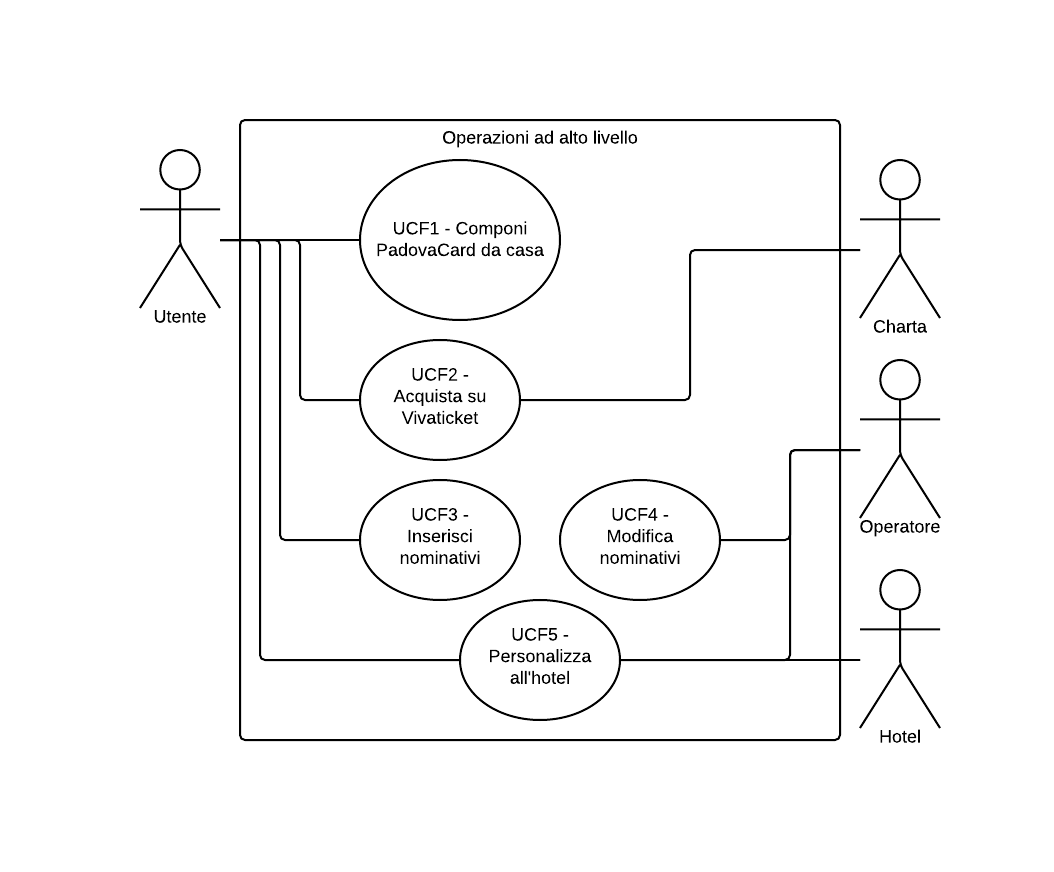 Operazioni ad alto livello
Utente
UCF1 - Componi
PadovaCard da casa
Charta
UCF2 -
Acquista su
Vivaticket
Operatore
UCF3 -
Inserisci
nominativi
UCF4 -
Modifica
nominativi
UCF5 -
Personalizza
all'hotel
Hotel